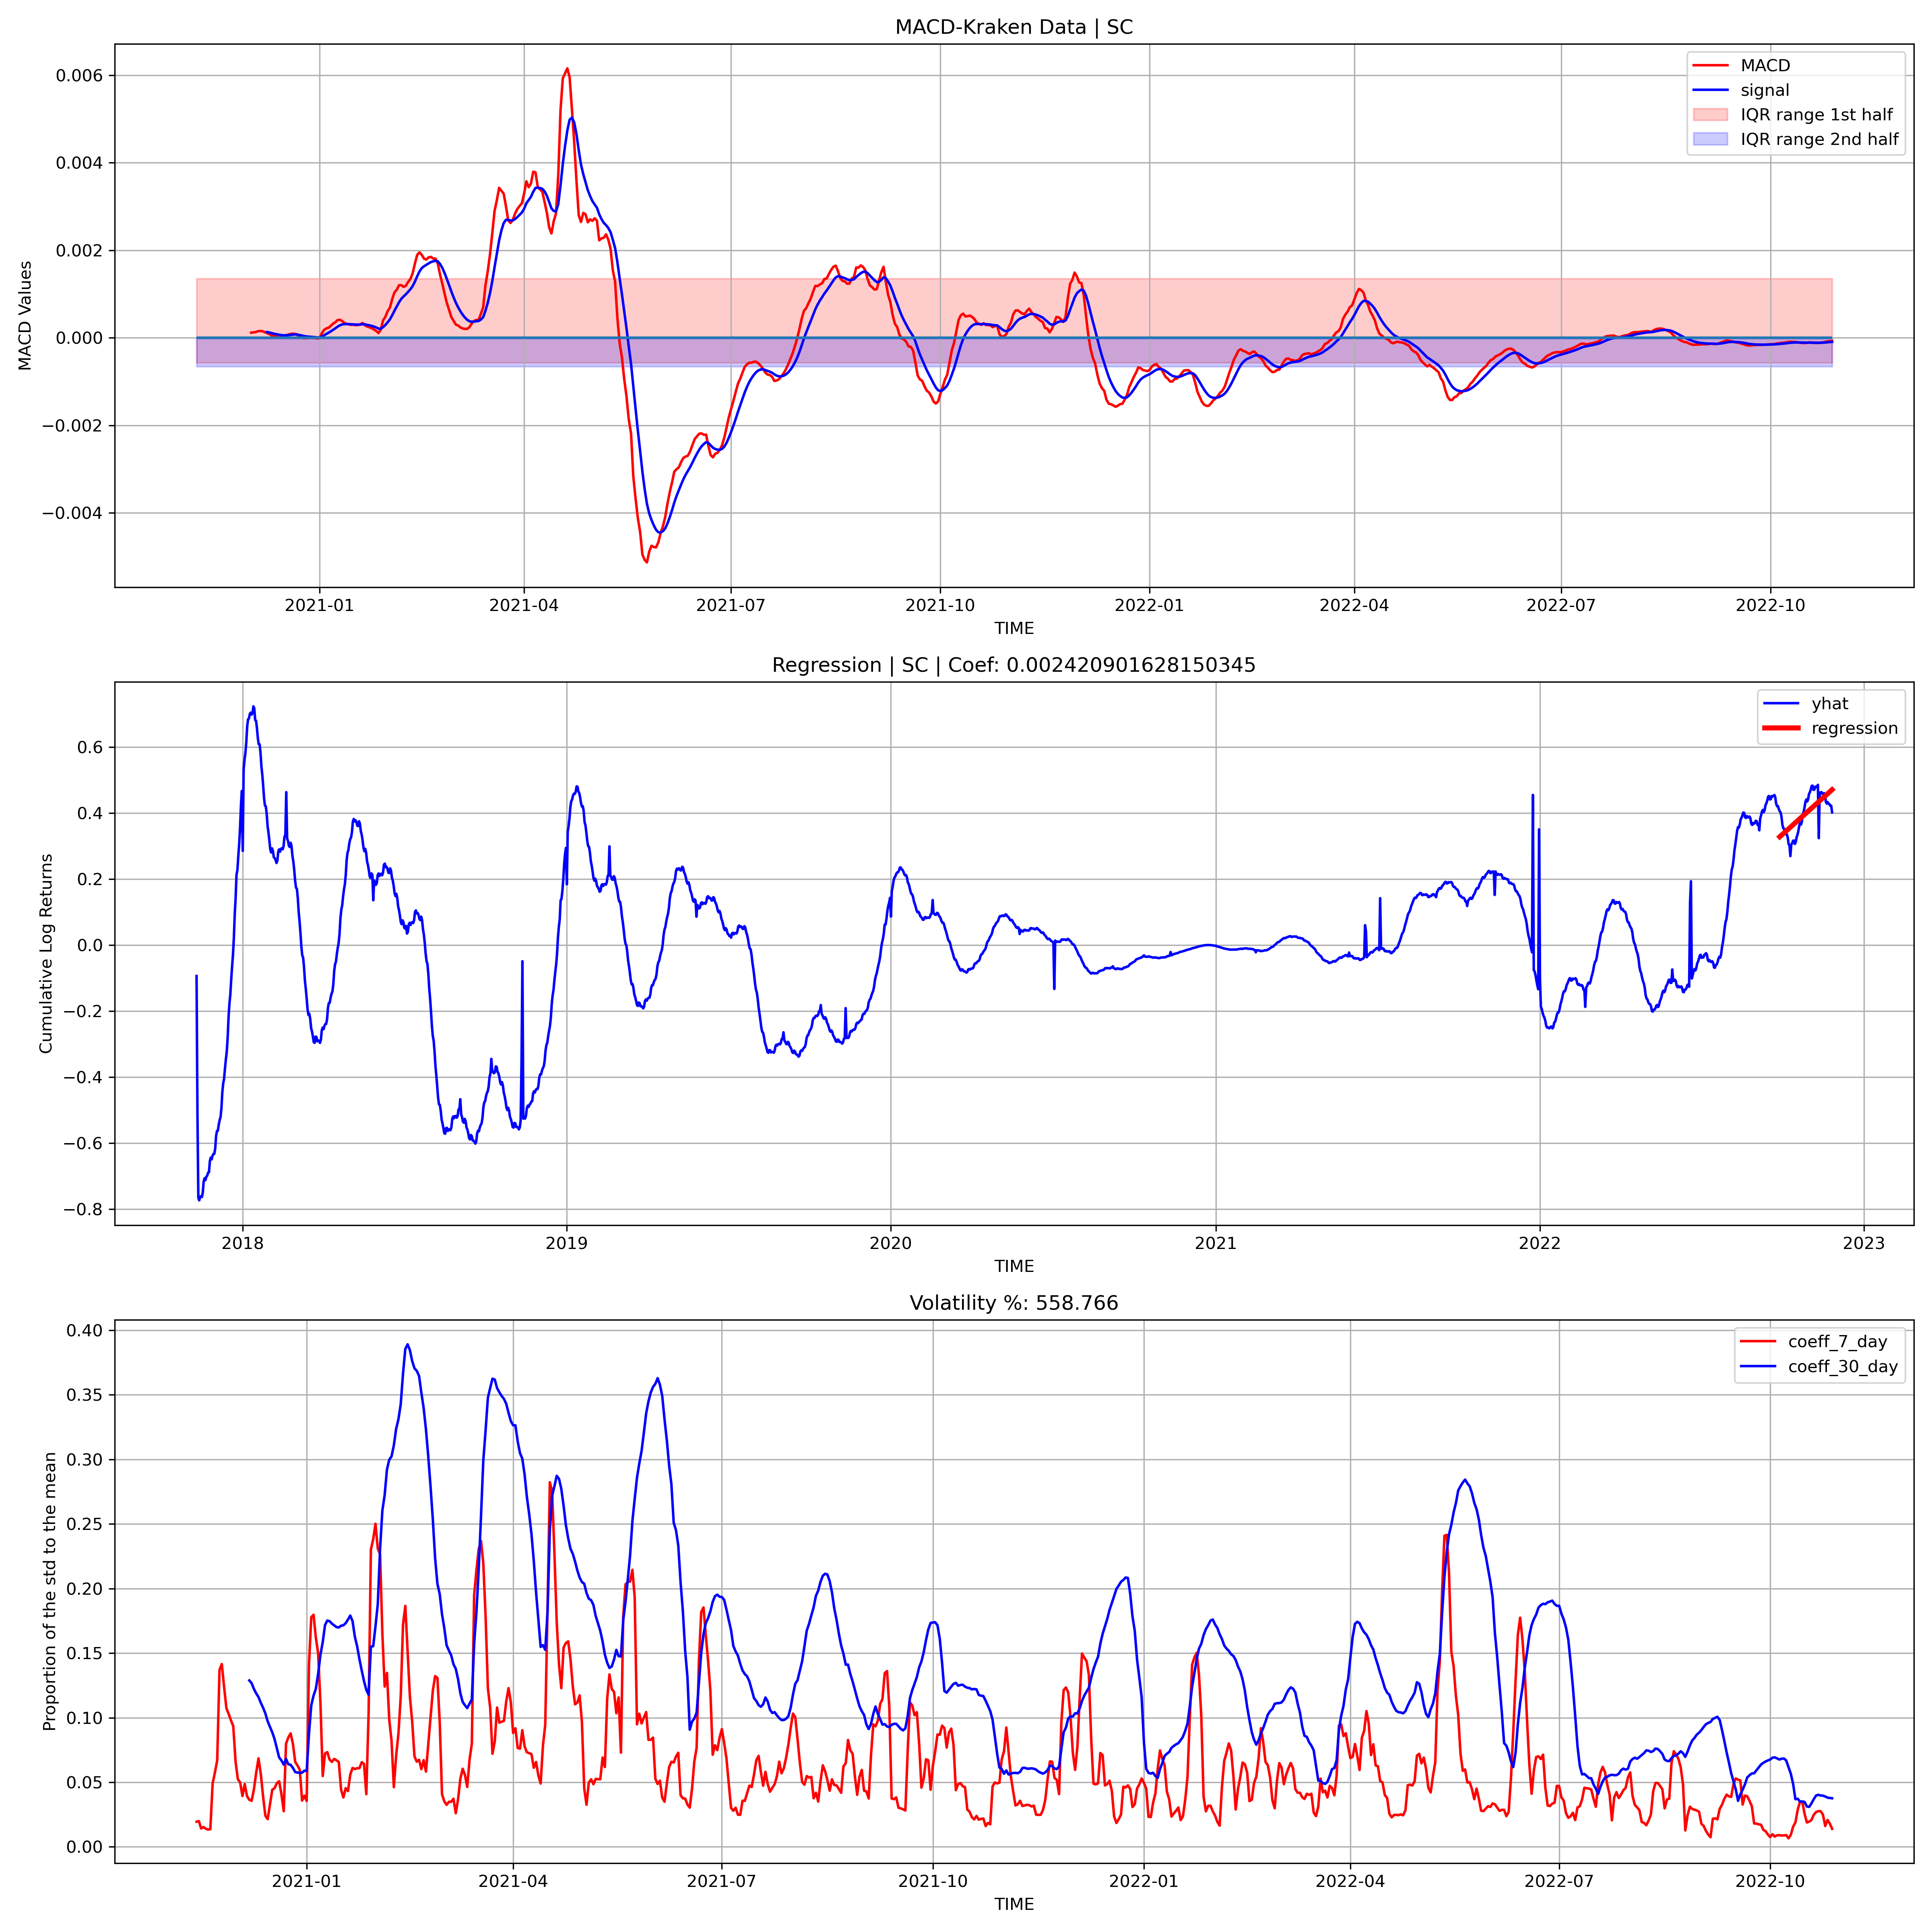 MACD-Kraken Data | SC
MACD
signal
IQR range 1st half
IQR range 2nd half
MACD Values
0.006
0.004
0.002
0.000
−0.002
−0.004
2021-01
2021-04
2021-07
2021-10
2022-01
2022-04
2022-07
2022-10
TIME
Regression | SC | Coef: 0.002420901628150345
yhat
regression
Cumulative Log Returns
0.6
0.4
0.2
0.0
−0.2
−0.4
−0.6
−0.8
2018
2019
2020
2021
2022
2023
TIME
Volatility %: 558.766
coeff_7_day
coeff_30_day
Proportion of the std to the mean
0.40
0.35
0.30
0.25
0.20
0.15
0.10
0.05
0.00
2021-01
2021-04
2021-07
2021-10
2022-01
2022-04
2022-07
2022-10
TIME